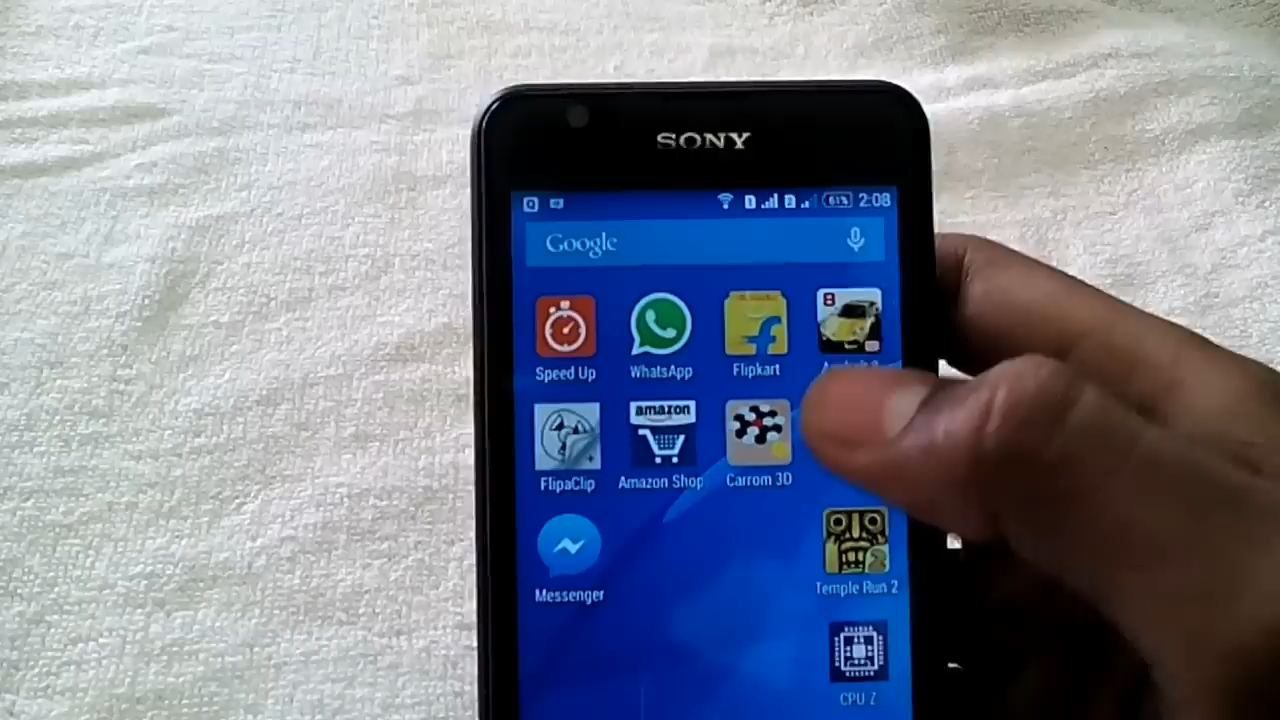 SONY
61% 2:08
Google
Speed Up WhatsApp Flipkart
amazon
FlipaClip Amazon Shop Carrom 3D
Messenger Temple Run 2
CPU Z